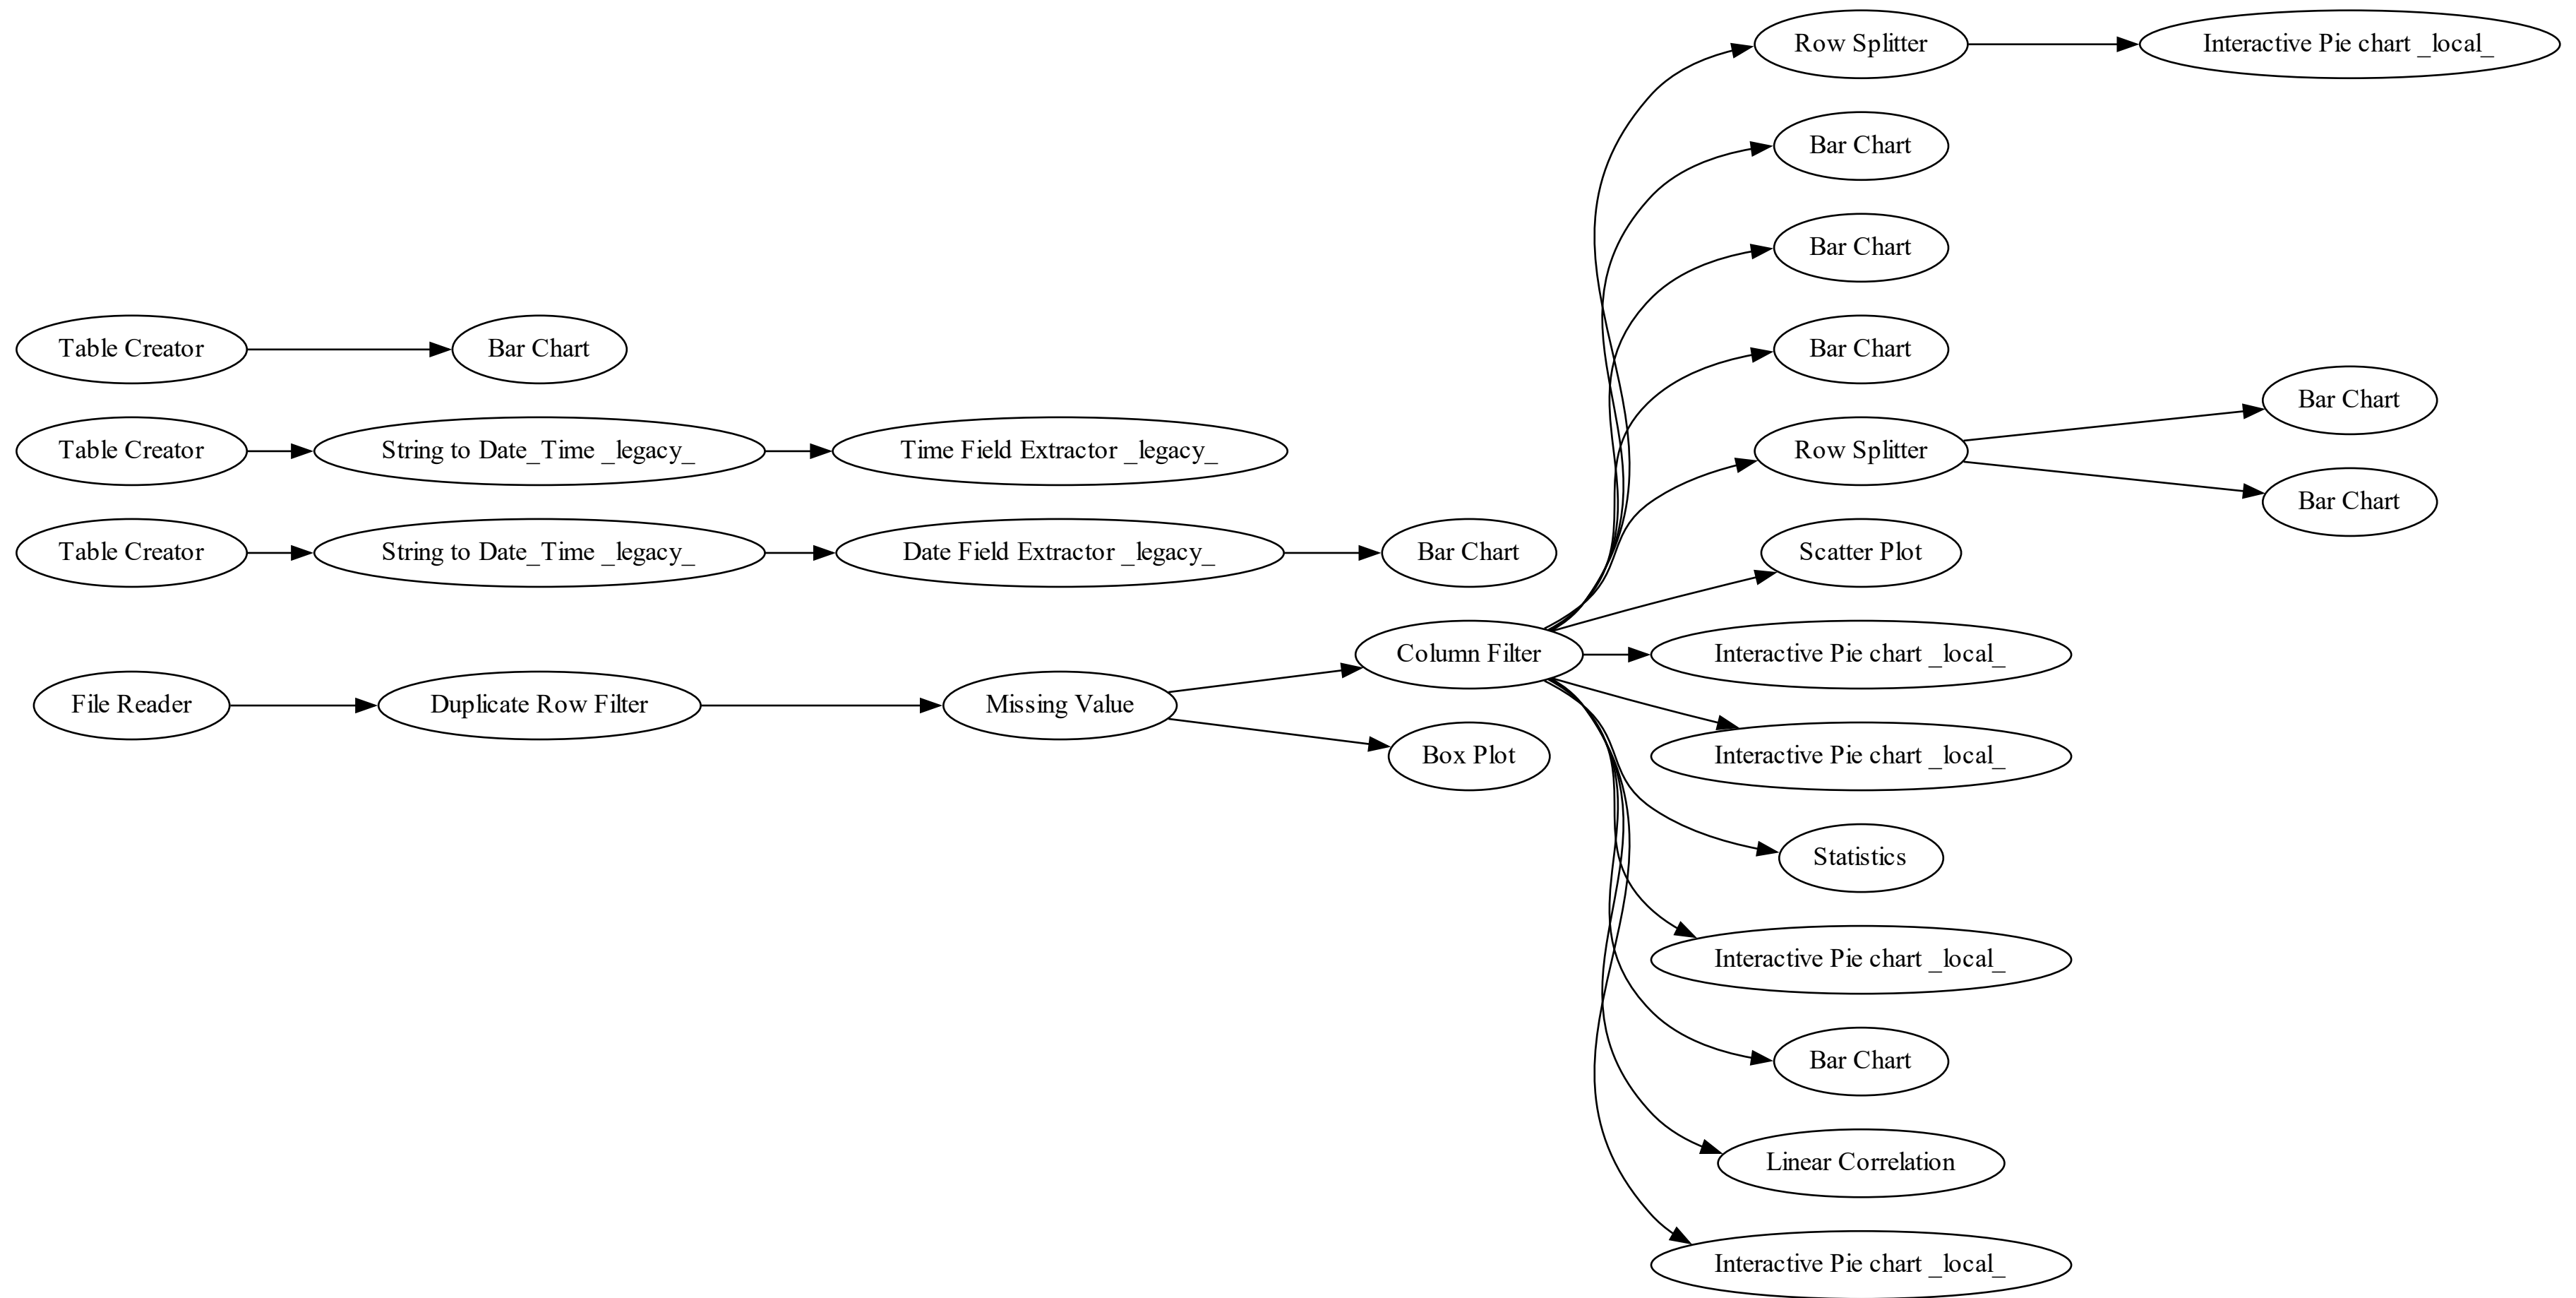 Row Splitter
Interactive Pie chart _local_
Bar Chart
Bar Chart
Table Creator
Bar Chart
Bar Chart
Bar Chart
Table Creator
String to Date_Time _legacy_
Time Field Extractor _legacy_
Row Splitter
Bar Chart
Table Creator
String to Date_Time _legacy_
Date Field Extractor _legacy_
Bar Chart
Scatter Plot
Column Filter
Interactive Pie chart _local_
File Reader
Duplicate Row Filter
Missing Value
Box Plot
Interactive Pie chart _local_
Statistics
Interactive Pie chart _local_
Bar Chart
Linear Correlation
Interactive Pie chart _local_